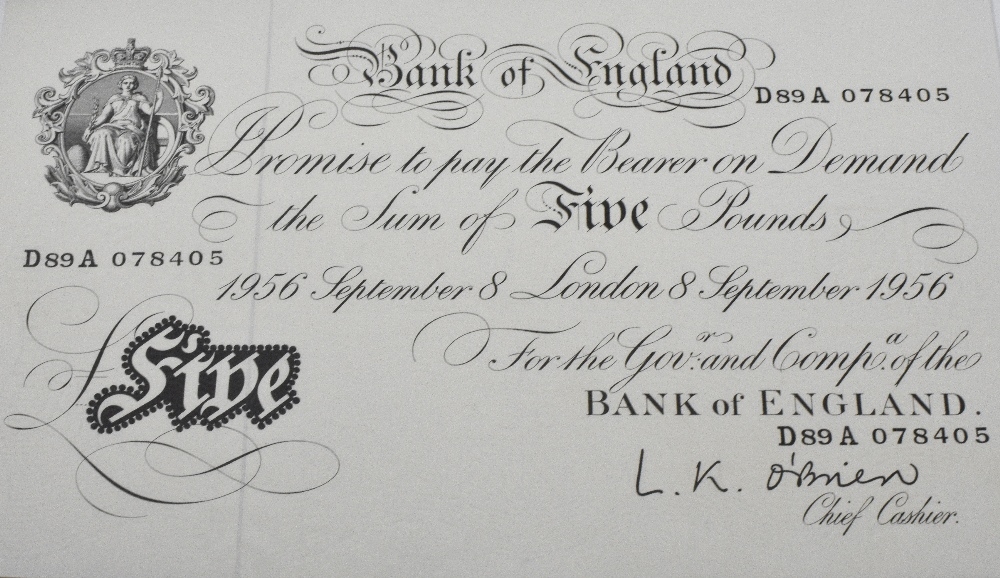 Bank of England
D89A 078405
I Promise to pay the Bearer on Demand
the Sum of Five Pounds
D89A 078405
1956 September 8 London 8 September 1956
£Five
For the Govr. and Compa. of the
BANK of ENGLAND.
D89A 078405
L. K. O'Brien
Chief Cashier.